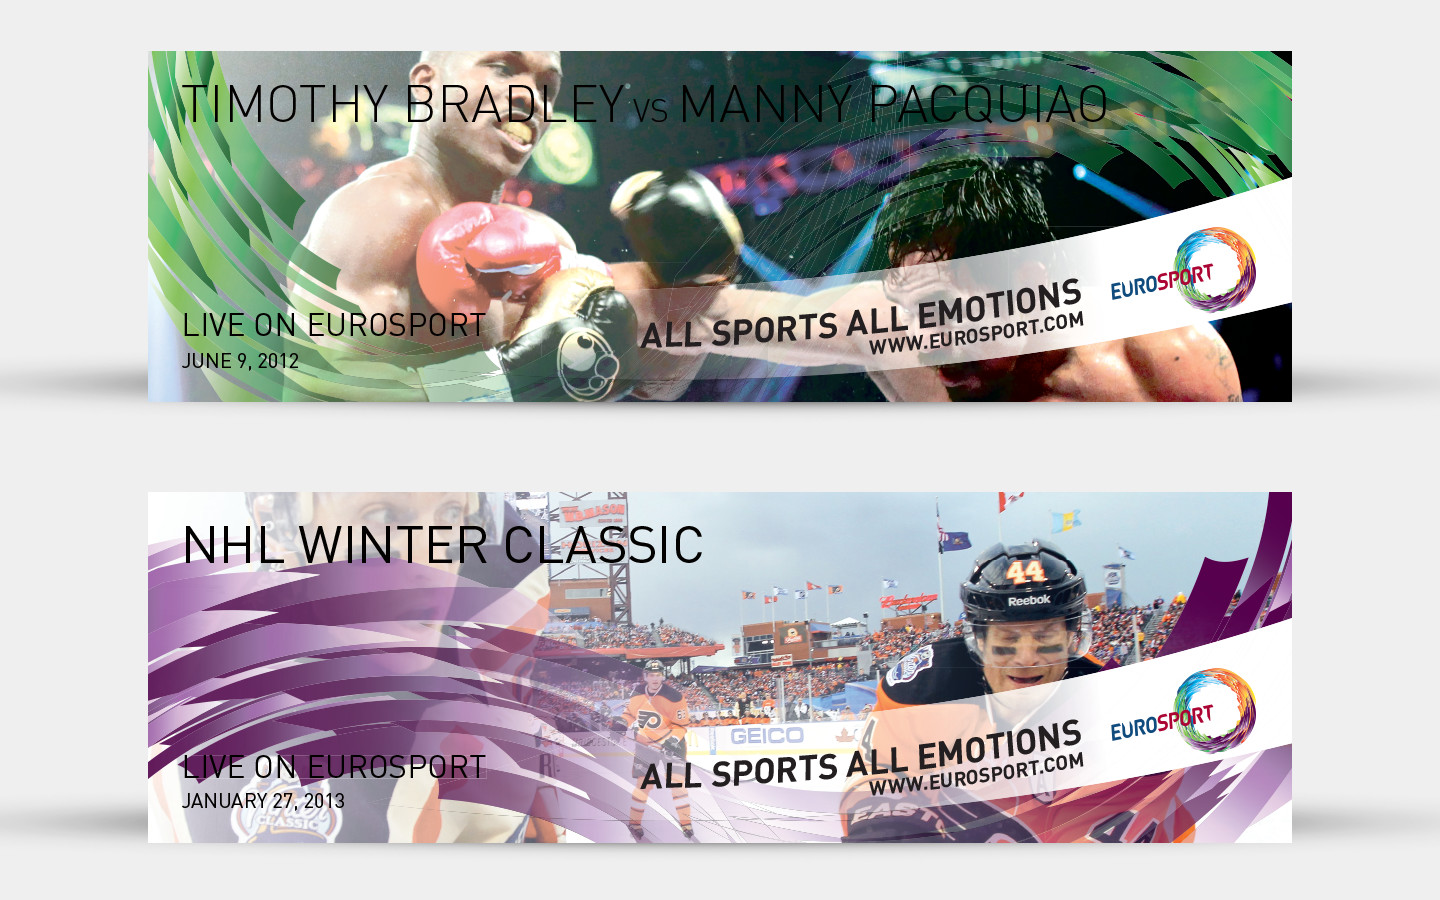 TIMOTHY BRADLEY VS MANNY PACQUIAO
LIVE ON EUROSPORT
JUNE 9, 2012
ALL SPORTS ALL EMOTIONS
WWW.EUROSPORT.COM
EUROSPORT
NHL WINTER CLASSIC
44
Reebok
GEICO
LIVE ON EUROSPORT
JANUARY 27, 2013
CLASSIC
ALL SPORTS ALL EMOTIONS
WWW.EUROSPORT.COM
EUROSPORT